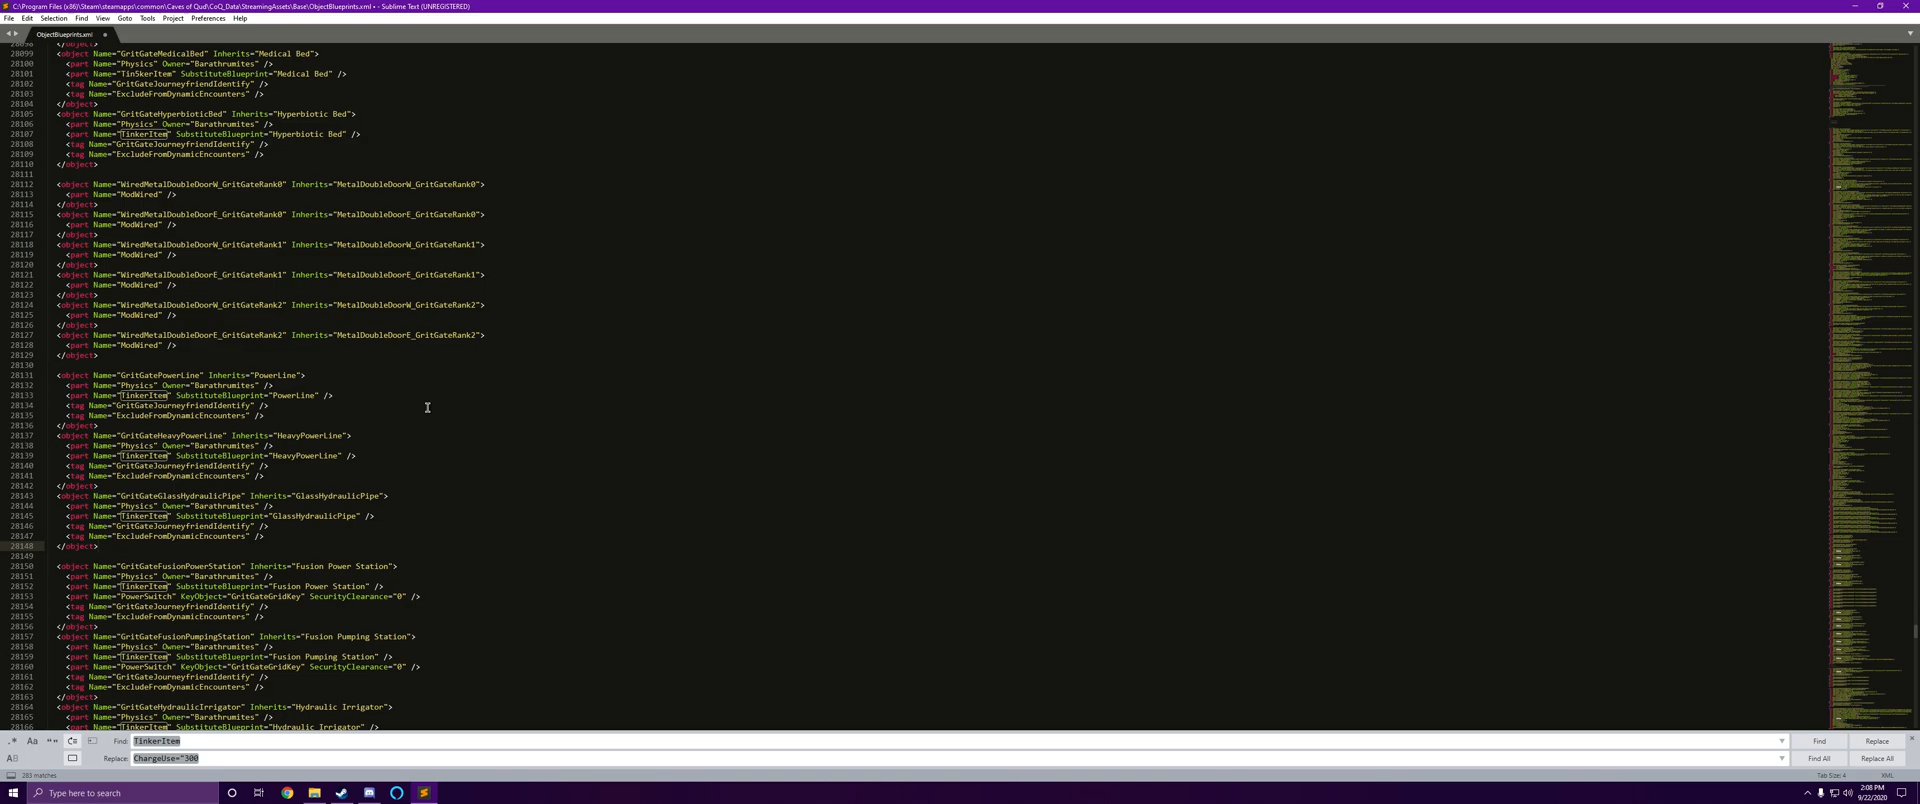 C:\Program Files (x86)\Steam\steamapps\common\Caves of Qud\CoQ_Data\StreamingAssets\Base\ObjectBlueprints.xml • - Sublime Text (UNREGISTERED)
File Edit Selection Find View Goto Tools Project Preferences Help
ObjectBlueprints.xml
28098 </object>
28099 <object Name="GritGateMedicalBed" Inherits="Medical Bed">
28100 <part Name="Physics" Owner="Barathrumites" />
28101 <part Name="Tin5kerItem" SubstituteBlueprint="Medical Bed" />
28102 <tag Name="GritGateJourneyfriendIdentify" />
28103 <tag Name="ExcludeFromDynamicEncounters" />
28104 </object>
28105 <object Name="GritGateHyperbioticBed" Inherits="Hyperbiotic Bed">
28106 <part Name="Physics" Owner="Barathrumites" />
28107 <part Name="TinkerItem" SubstituteBlueprint="Hyperbiotic Bed" />
28108 <tag Name="GritGateJourneyfriendIdentify" />
28109 <tag Name="ExcludeFromDynamicEncounters" />
28110 </object>
28111
28112 <object Name="WiredMetalDoubleDoorW_GritGateRank0" Inherits="MetalDoubleDoorW_GritGateRank0">
28113 <part Name="ModWired" />
28114 </object>
28115 <object Name="WiredMetalDoubleDoorE_GritGateRank0" Inherits="MetalDoubleDoorE_GritGateRank0">
28116 <part Name="ModWired" />
28117 </object>
28118 <object Name="WiredMetalDoubleDoorW_GritGateRank1" Inherits="MetalDoubleDoorW_GritGateRank1">
28119 <part Name="ModWired" />
28120 </object>
28121 <object Name="WiredMetalDoubleDoorE_GritGateRank1" Inherits="MetalDoubleDoorE_GritGateRank1">
28122 <part Name="ModWired" />
28123 </object>
28124 <object Name="WiredMetalDoubleDoorW_GritGateRank2" Inherits="MetalDoubleDoorW_GritGateRank2">
28125 <part Name="ModWired" />
28126 </object>
28127 <object Name="WiredMetalDoubleDoorE_GritGateRank2" Inherits="MetalDoubleDoorE_GritGateRank2">
28128 <part Name="ModWired" />
28129 </object>
28130
28131 <object Name="GritGatePowerLine" Inherits="PowerLine">
28132 <part Name="Physics" Owner="Barathrumites" />
28133 <part Name="TinkerItem" SubstituteBlueprint="PowerLine" />
28134 <tag Name="GritGateJourneyfriendIdentify" />
28135 <tag Name="ExcludeFromDynamicEncounters" />
28136 </object>
28137 <object Name="GritGateHeavyPowerLine" Inherits="HeavyPowerLine">
28138 <part Name="Physics" Owner="Barathrumites" />
28139 <part Name="TinkerItem" SubstituteBlueprint="HeavyPowerLine" />
28140 <tag Name="GritGateJourneyfriendIdentify" />
28141 <tag Name="ExcludeFromDynamicEncounters" />
28142 </object>
28143 <object Name="GritGateGlassHydraulicPipe" Inherits="GlassHydraulicPipe">
28144 <part Name="Physics" Owner="Barathrumites" />
28145 <part Name="TinkerItem" SubstituteBlueprint="GlassHydraulicPipe" />
28146 <tag Name="GritGateJourneyfriendIdentify" />
28147 <tag Name="ExcludeFromDynamicEncounters" />
28148 </object>
28149
28150 <object Name="GritGateFusionPowerStation" Inherits="Fusion Power Station">
28151 <part Name="Physics" Owner="Barathrumites" />
28152 <part Name="TinkerItem" SubstituteBlueprint="Fusion Power Station" />
28153 <part Name="PowerSwitch" KeyObject="GritGateGridKey" SecurityClearance="0" />
28154 <tag Name="GritGateJourneyfriendIdentify" />
28155 <tag Name="ExcludeFromDynamicEncounters" />
28156 </object>
28157 <object Name="GritGateFusionPumpingStation" Inherits="Fusion Pumping Station">
28158 <part Name="Physics" Owner="Barathrumites" />
28159 <part Name="TinkerItem" SubstituteBlueprint="Fusion Pumping Station" />
28160 <part Name="PowerSwitch" KeyObject="GritGateGridKey" SecurityClearance="0" />
28161 <tag Name="GritGateJourneyfriendIdentify" />
28162 <tag Name="ExcludeFromDynamicEncounters" />
28163 </object>
28164 <object Name="GritGateHydraulicIrrigator" Inherits="Hydraulic Irrigator">
28165 <part Name="Physics" Owner="Barathrumites" />
28166 <part Name="TinkerItem" SubstituteBlueprint="Hydraulic Irrigator" />
.* Aa “” Find: TinkerItem Find Replace
AB Replace: ChargeUse="300 Find All Replace All
283 matches Tab Size: 4 XML
Type here to search 2:08 PM
9/22/2020